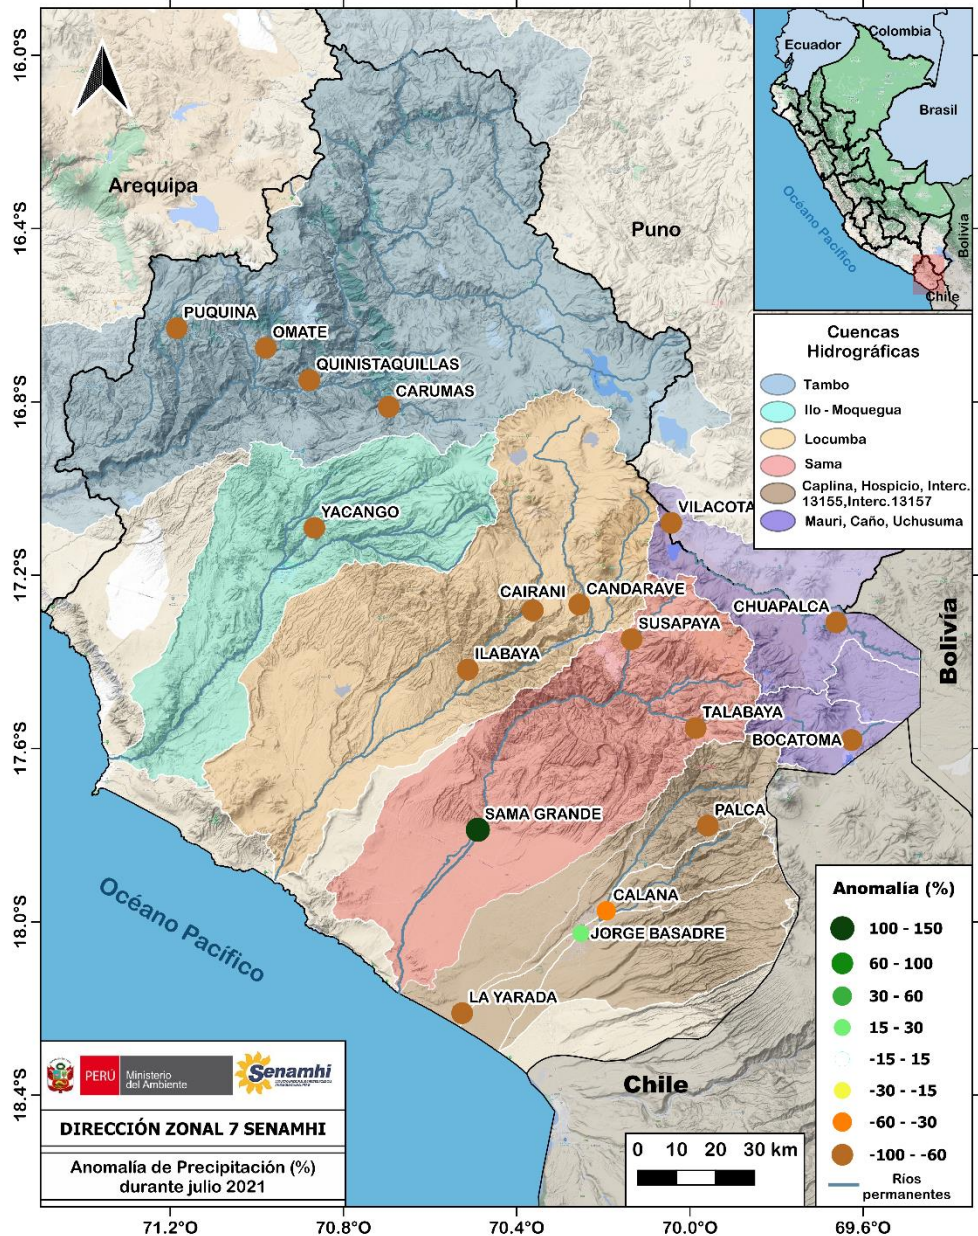 16.0°S
16.4°S
16.8°S
17.2°S
17.6°S
18.0°S
18.4°S
Ecuador
Colombia
Brasil
Océano Pacífico
Bolivia
Chile
Arequipa
Puno
PUQUINA
OMATE
QUINISTAQUILLAS
CARUMAS
YACANGO
VILACOTA
CAIRANI
CANDARAVE
CHUAPALCA
SUSAPAYA
ILABAYA
TALABAYA
BOCATOMA
SAMA GRANDE
PALCA
CALANA
JORGE BASADRE
LA YARADA
Bolivía
Océano Pacífico
Chile
Cuencas
Hidrográficas
Tambo
Ilo - Moquegua
Locumba
Sama
Caplina, Hospicio, Interc.
13155,Interc.13157
Mauri, Caño, Uchusuma
Anomalía (%)
100 - 150
60 - 100
30 - 60
15 - 30
-15 - 15
-30 - -15
-60 - -30
-100 - -60
Ríos
permanentes
PERÚ
Ministerio
del Ambiente
Senamhi
DIRECCIÓN ZONAL 7 SENAMHI
Anomalía de Precipitación (%)
durante julio 2021
0 10 20 30 km
71.2°O
70.8°O
70.4°O
70.0°O
69.6°O